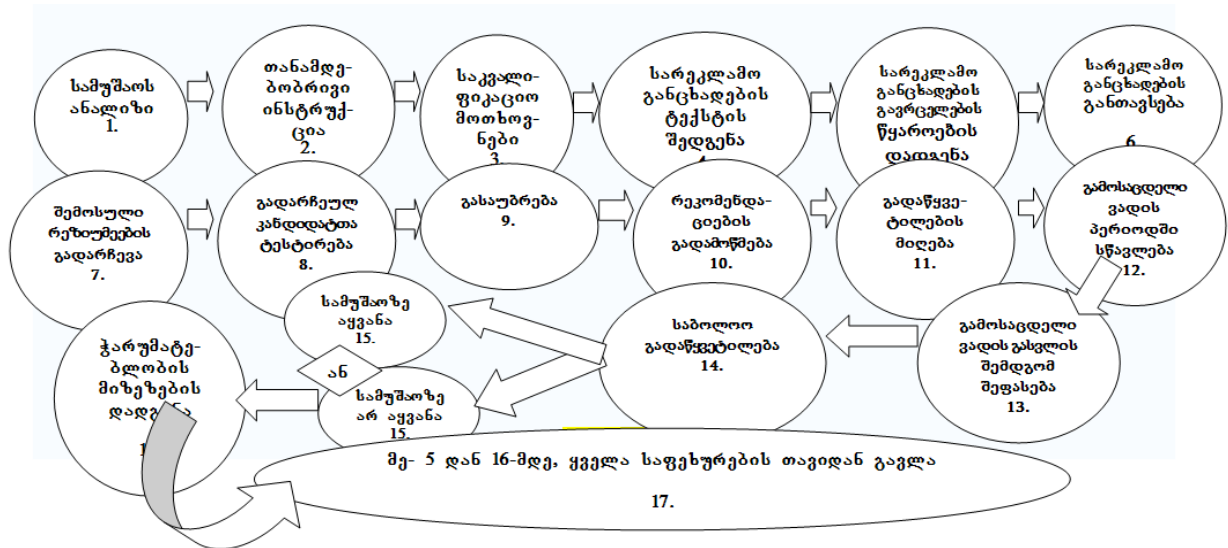 სამუშაოს
ანალიზი
1.
თანამდე-
ბობრივი
ინსტრუქ-
ცია
2.
საკვალი-
ფიკაციო
მოთხოვ-
ნები
3.
სარეკლამო
განცხადების
ტექსტის
შედგენა
სარეკლამო
განცხადების
გავრცელების
წყაროების
დადგენა
სარეკლამო
განცხადების
განთავსება
6.
შემოსული
რეზიუმეების
გადარჩევა
7.
გადარჩეულ
კანდიდატთა
ტესტირება
8.
გასაუბრება
9.
რეკომენდა-
ციების
გადამოწმება
10.
გადაწყვე-
ტილების
მიღება
11.
გამოსაცდელი
ვადის
პერიოდში
სწავლება
12.
გამოსაცდელი
ვადის გასვლის
შემდგომ
შეფასება
13.
საბოლოო
გადაწყვეტილება
14.
სამუშაოზე
აყვანა
15.
ან
სამუშაოზე
არ აყვანა
15.
ჭარუმატე-
ბლობის
მიზეზების
დადგენა
მე- 5 დან 16-მდე, ყველა საფეხურების თავიდან გავლა
17.